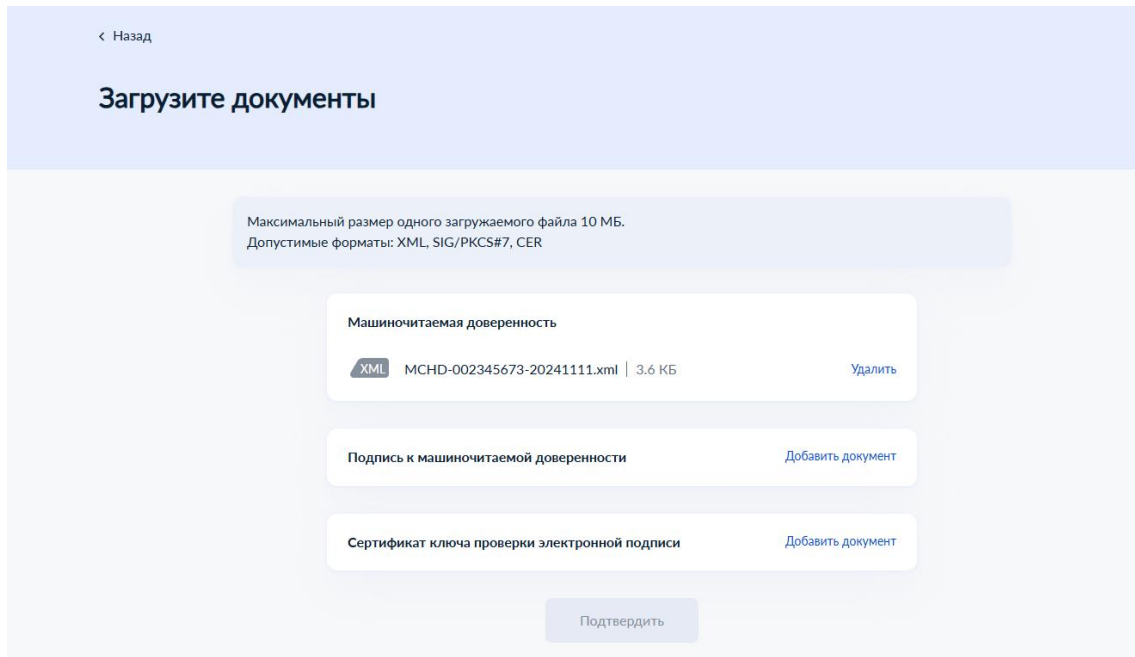 Назад
Загрузите документы
Максимальный размер одного загружаемого файла 10 МБ.
Допустимые форматы: XML, SIG/PKCS#7, CER
Машиночитаемая доверенность
XML MCHD-002345673-20241111.xml | 3.6 КБ Удалить
Подпись к машиночитаемой доверенности Добавить документ
Сертификат ключа проверки электронной подписи Добавить документ
Подтвердить